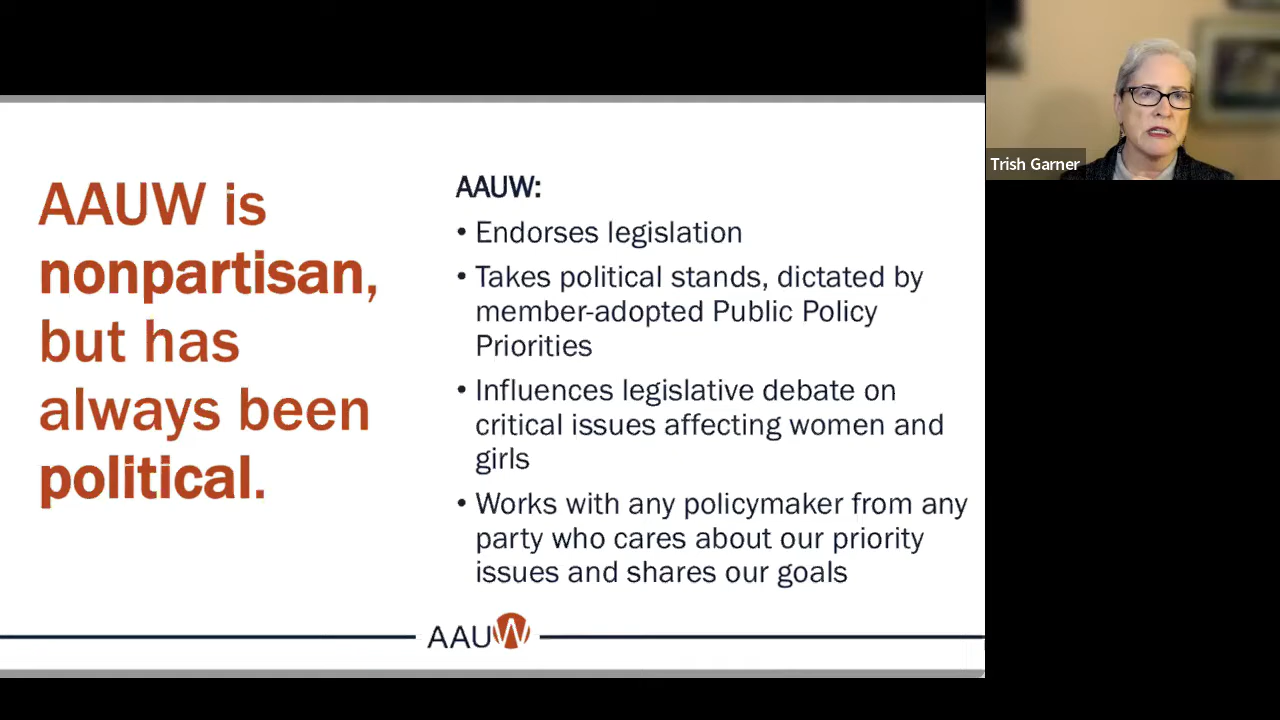 AAUW is
nonpartisan,
but has
always been
political.
AAUW:
• Endorses legislation
• Takes political stands, dictated by
member-adopted Public Policy
Priorities
• Influences legislative debate on
critical issues affecting women and
girls
• Works with any policymaker from any
party who cares about our priority
issues and shares our goals
AAUW
Trish Garner